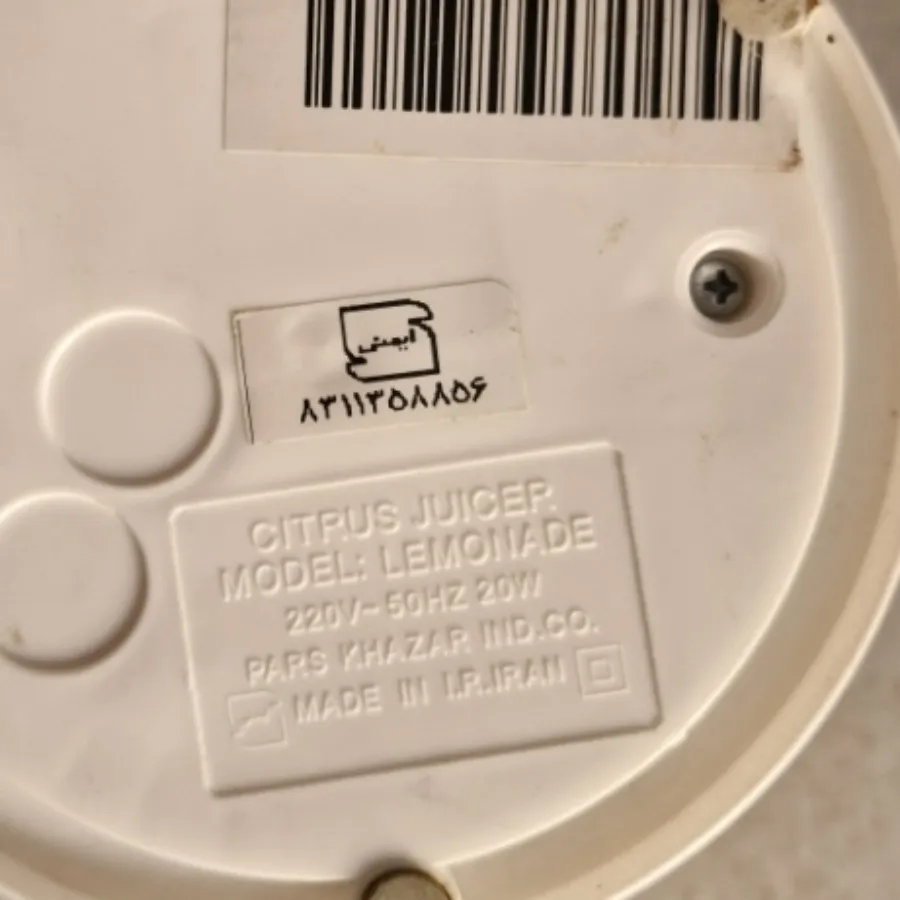 ایمنی
۸۳۱۱۳۵۸۸۵۶
CITRUS JUICER
MODEL: LEMONADE
220V~50HZ 20W
PARS KHAZAR IND.CO.
MADE IN I.R.IRAN